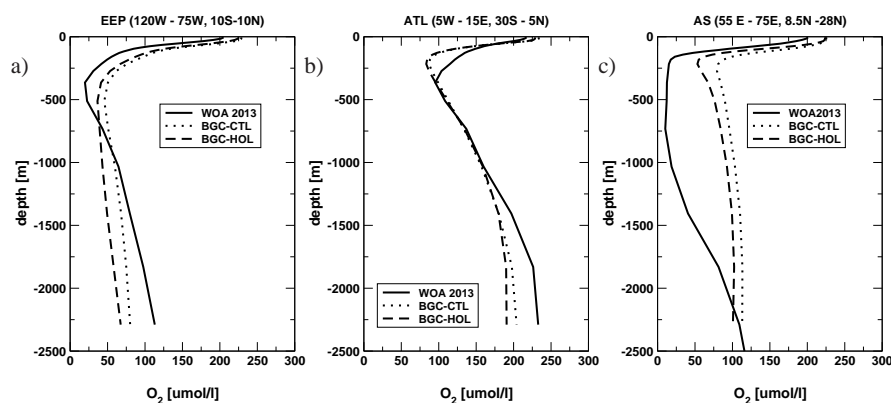 EEP (120W - 75W, 10S-10N)
ATL (5W - 15E, 30S - 5N)
AS (55 E - 75E, 8.5N -28N)
a)
b)
c)
0
-500
-1000
-1500
-2000
-2500
depth [m]
WOA 2013
BGC-CTL
BGC-HOL
0 50 100 150 200 250 300
O2 [umol/l]
0
-500
-1000
-1500
-2000
-2500
depth [m]
WOA 2013
BGC-CTL
BGC-HOL
0 50 100 150 200 250 300
O2 [umol/l]
0
-500
-1000
-1500
-2000
-2500
depth [m]
WOA2013
BGC-CTL
BGC-HOL
0 50 100 150 200 250 300
O2 [umol/l]